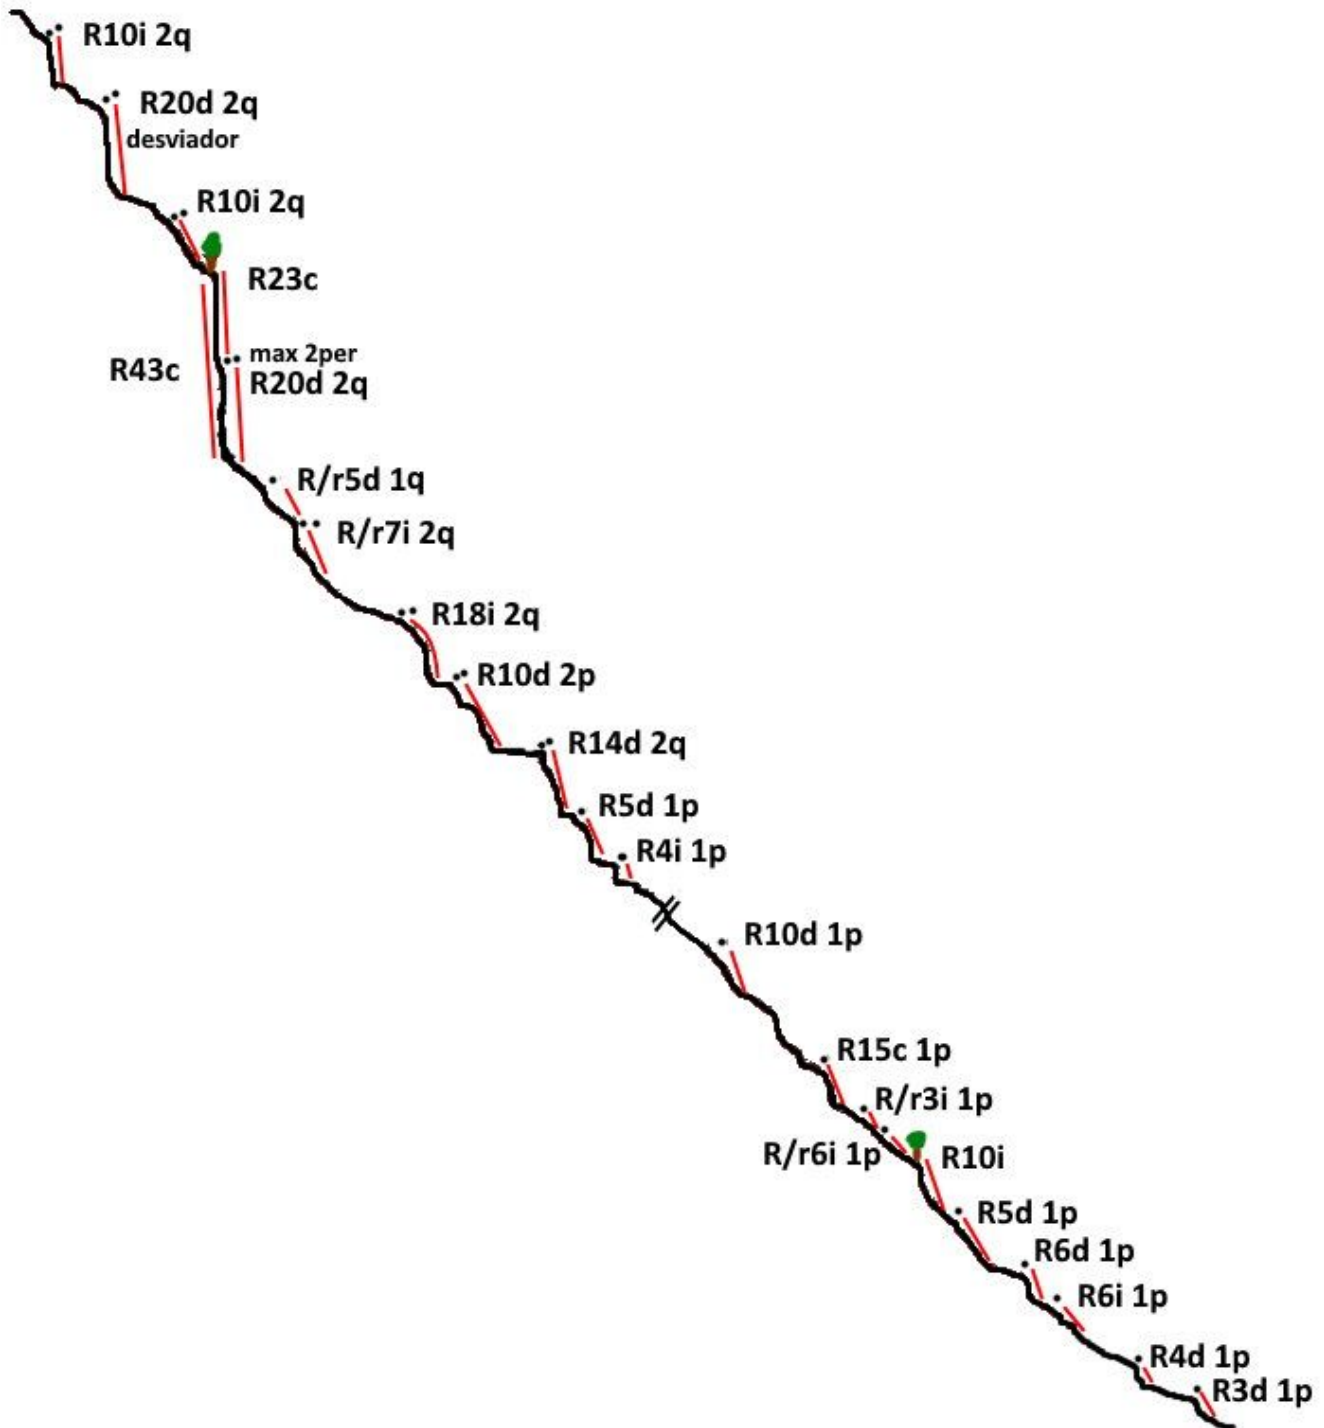 R10i 2q
R20d 2q
desviador
R10i 2q
R23c
max 2per
R43c
R20d 2q
R/r5d 1q
R/r7i 2q
R18i 2q
R10d 2p
R14d 2q
R5d 1p
R4i 1p
R10d 1p
R15c 1p
R/r3i 1p
R/r6i 1p
R10i
R5d 1p
R6d 1p
R6i 1p
R4d 1p
R3d 1p